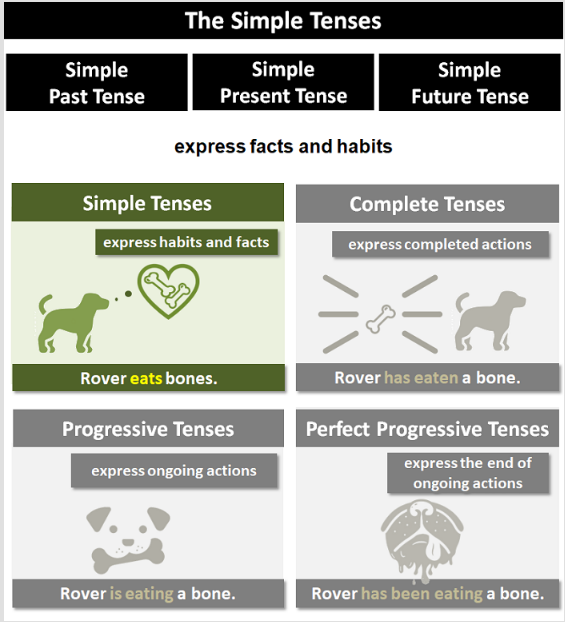 The Simple Tenses
Simple
Past Tense
Simple
Present Tense
Simple
Future Tense
express facts and habits
Simple Tenses
express habits and facts
Rover eats bones.
Complete Tenses
express completed actions
Rover has eaten a bone.
Progressive Tenses
express ongoing actions
Rover is eating a bone.
Perfect Progressive Tenses
express the end of
ongoing actions
Rover has been eating a bone.